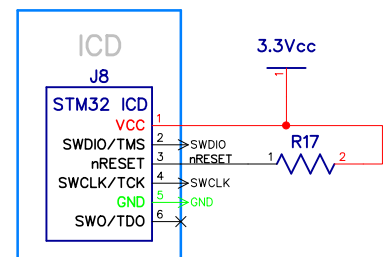 ICD
3.3Vcc
J8
1
STM32 ICD
VCC 1
R17
SWDIO/TMS 2 SWDIO
nRESET 3 nRESET 1 2
SWCLK/TCK 4 SWCLK
GND 5 GND
SWO/TDO 6